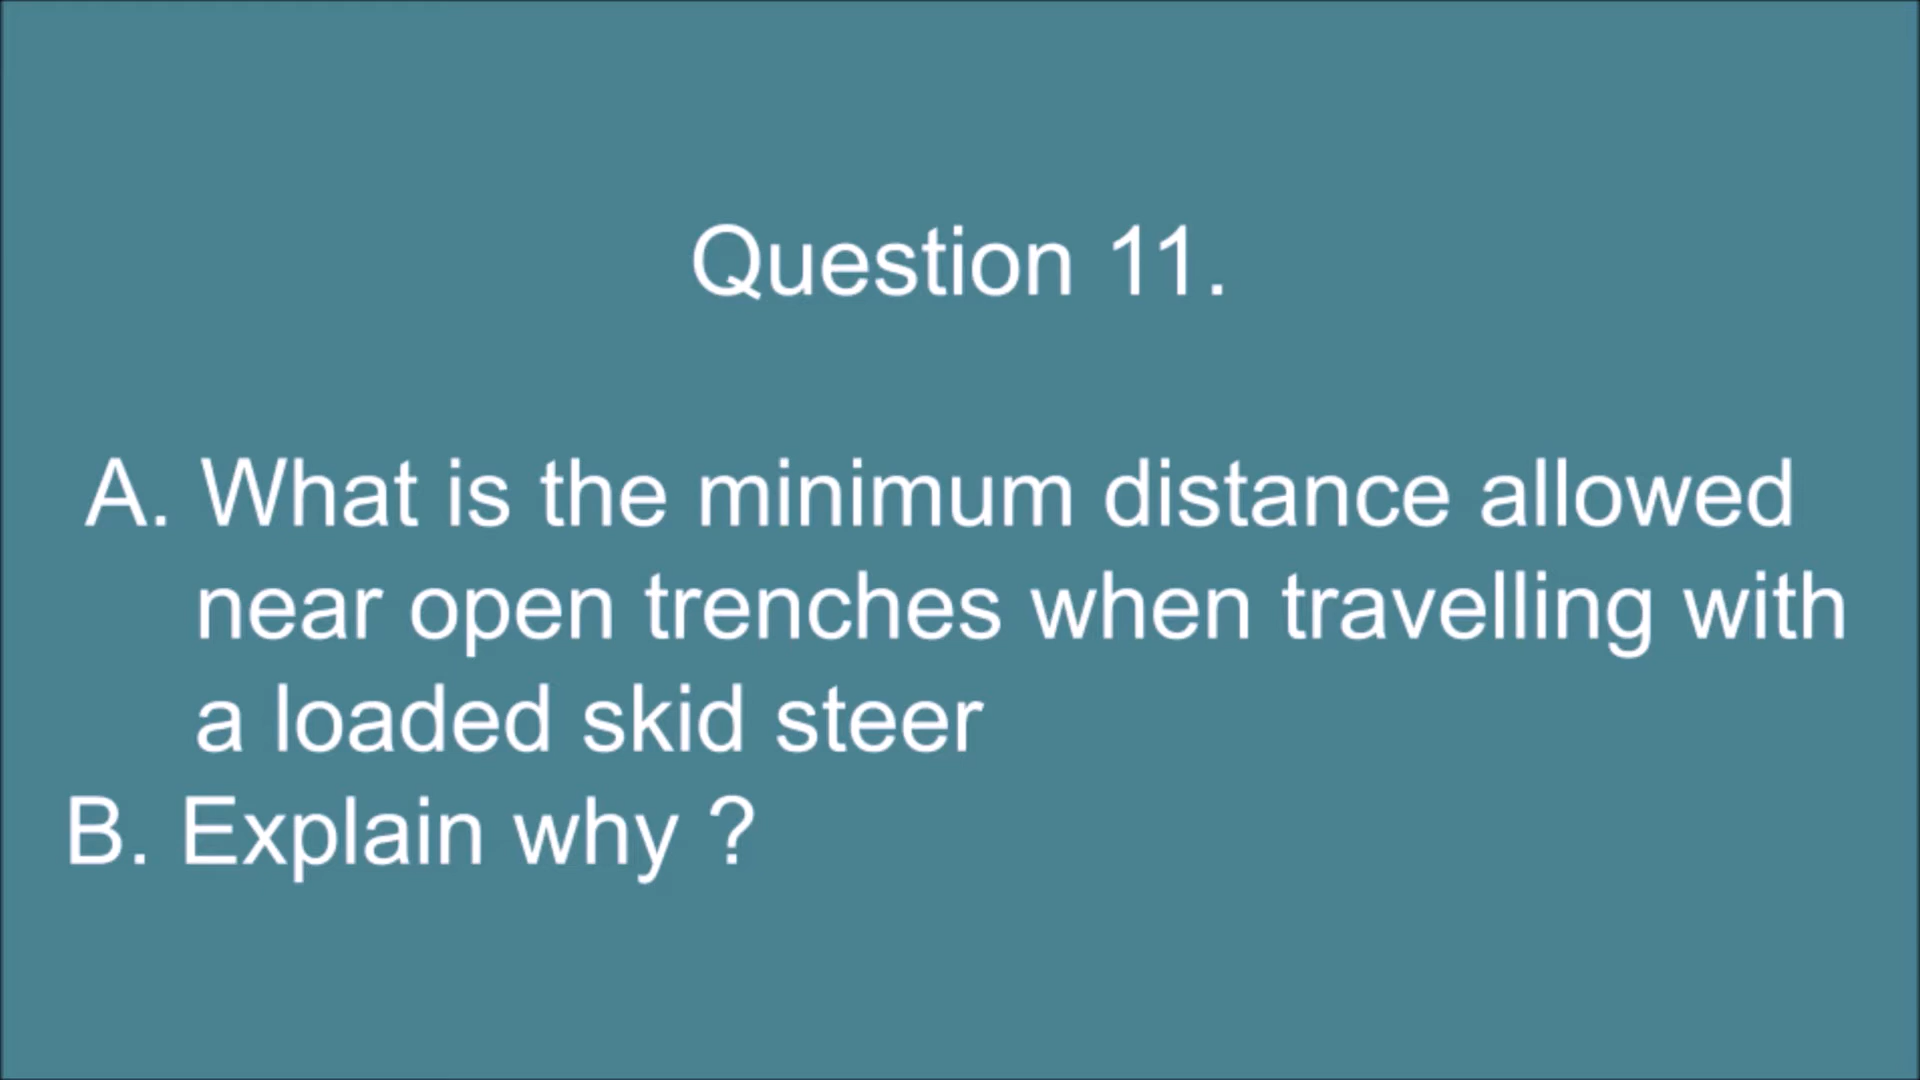 Question 11.
A. What is the minimum distance allowed
near open trenches when travelling with
a loaded skid steer
B. Explain why ?